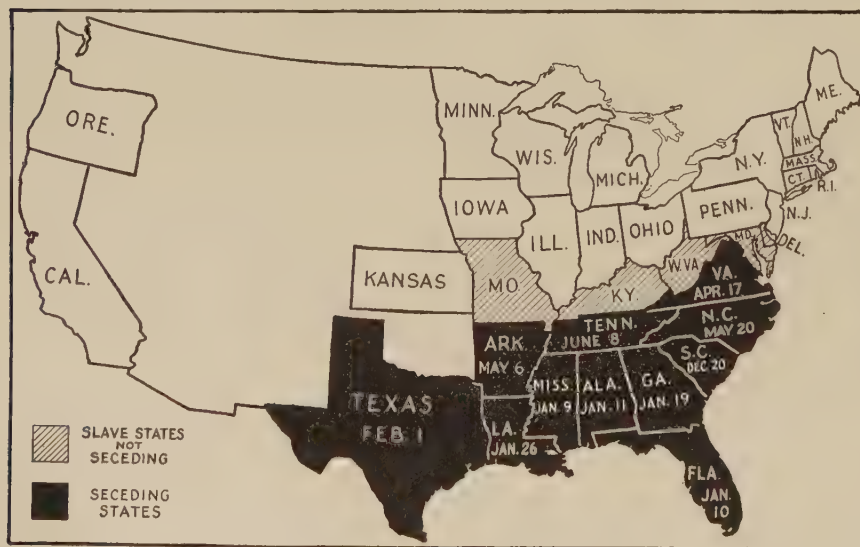 ORE.
CAL.
MINN.
WIS.
MICH.
IOWA
ILL.
IND.
OHIO
PENN.
N.Y.
VT.
N.H.
ME.
MASS.
CT.
R.I.
N.J.
DEL.
MD.
KANSAS
MO.
KY.
W.VA
VA.
APR. 17
N.C.
MAY 20
TENN.
JUNE 8
ARK
MAY 6
S.C.
DEC 20
MISS.
JAN. 9
ALA.
JAN. 11
GA.
JAN. 19
TEXAS
FEB 1
LA.
JAN. 26
FLA.
JAN.
10
SLAVE STATES
NOT
SECEDING
SECEDING
STATES